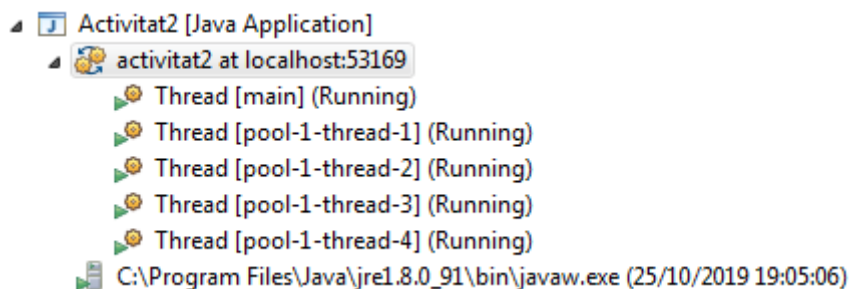 Activitat2 [Java Application]
activitat2 at localhost:53169
Thread [main] (Running)
Thread [pool-1-thread-1] (Running)
Thread [pool-1-thread-2] (Running)
Thread [pool-1-thread-3] (Running)
Thread [pool-1-thread-4] (Running)
C:\Program Files\Java\jre1.8.0_91\bin\javaw.exe (25/10/2019 19:05:06)